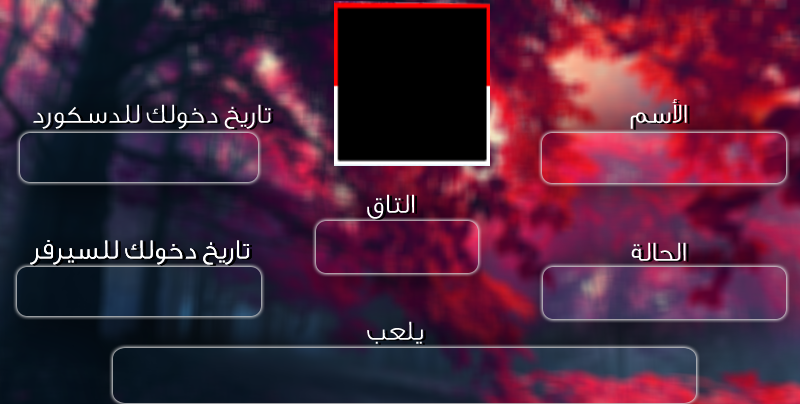 الأسم
تاريخ دخولك للدسكورد
التاق
الحالة
تاريخ دخولك للسيرفر
يلعب